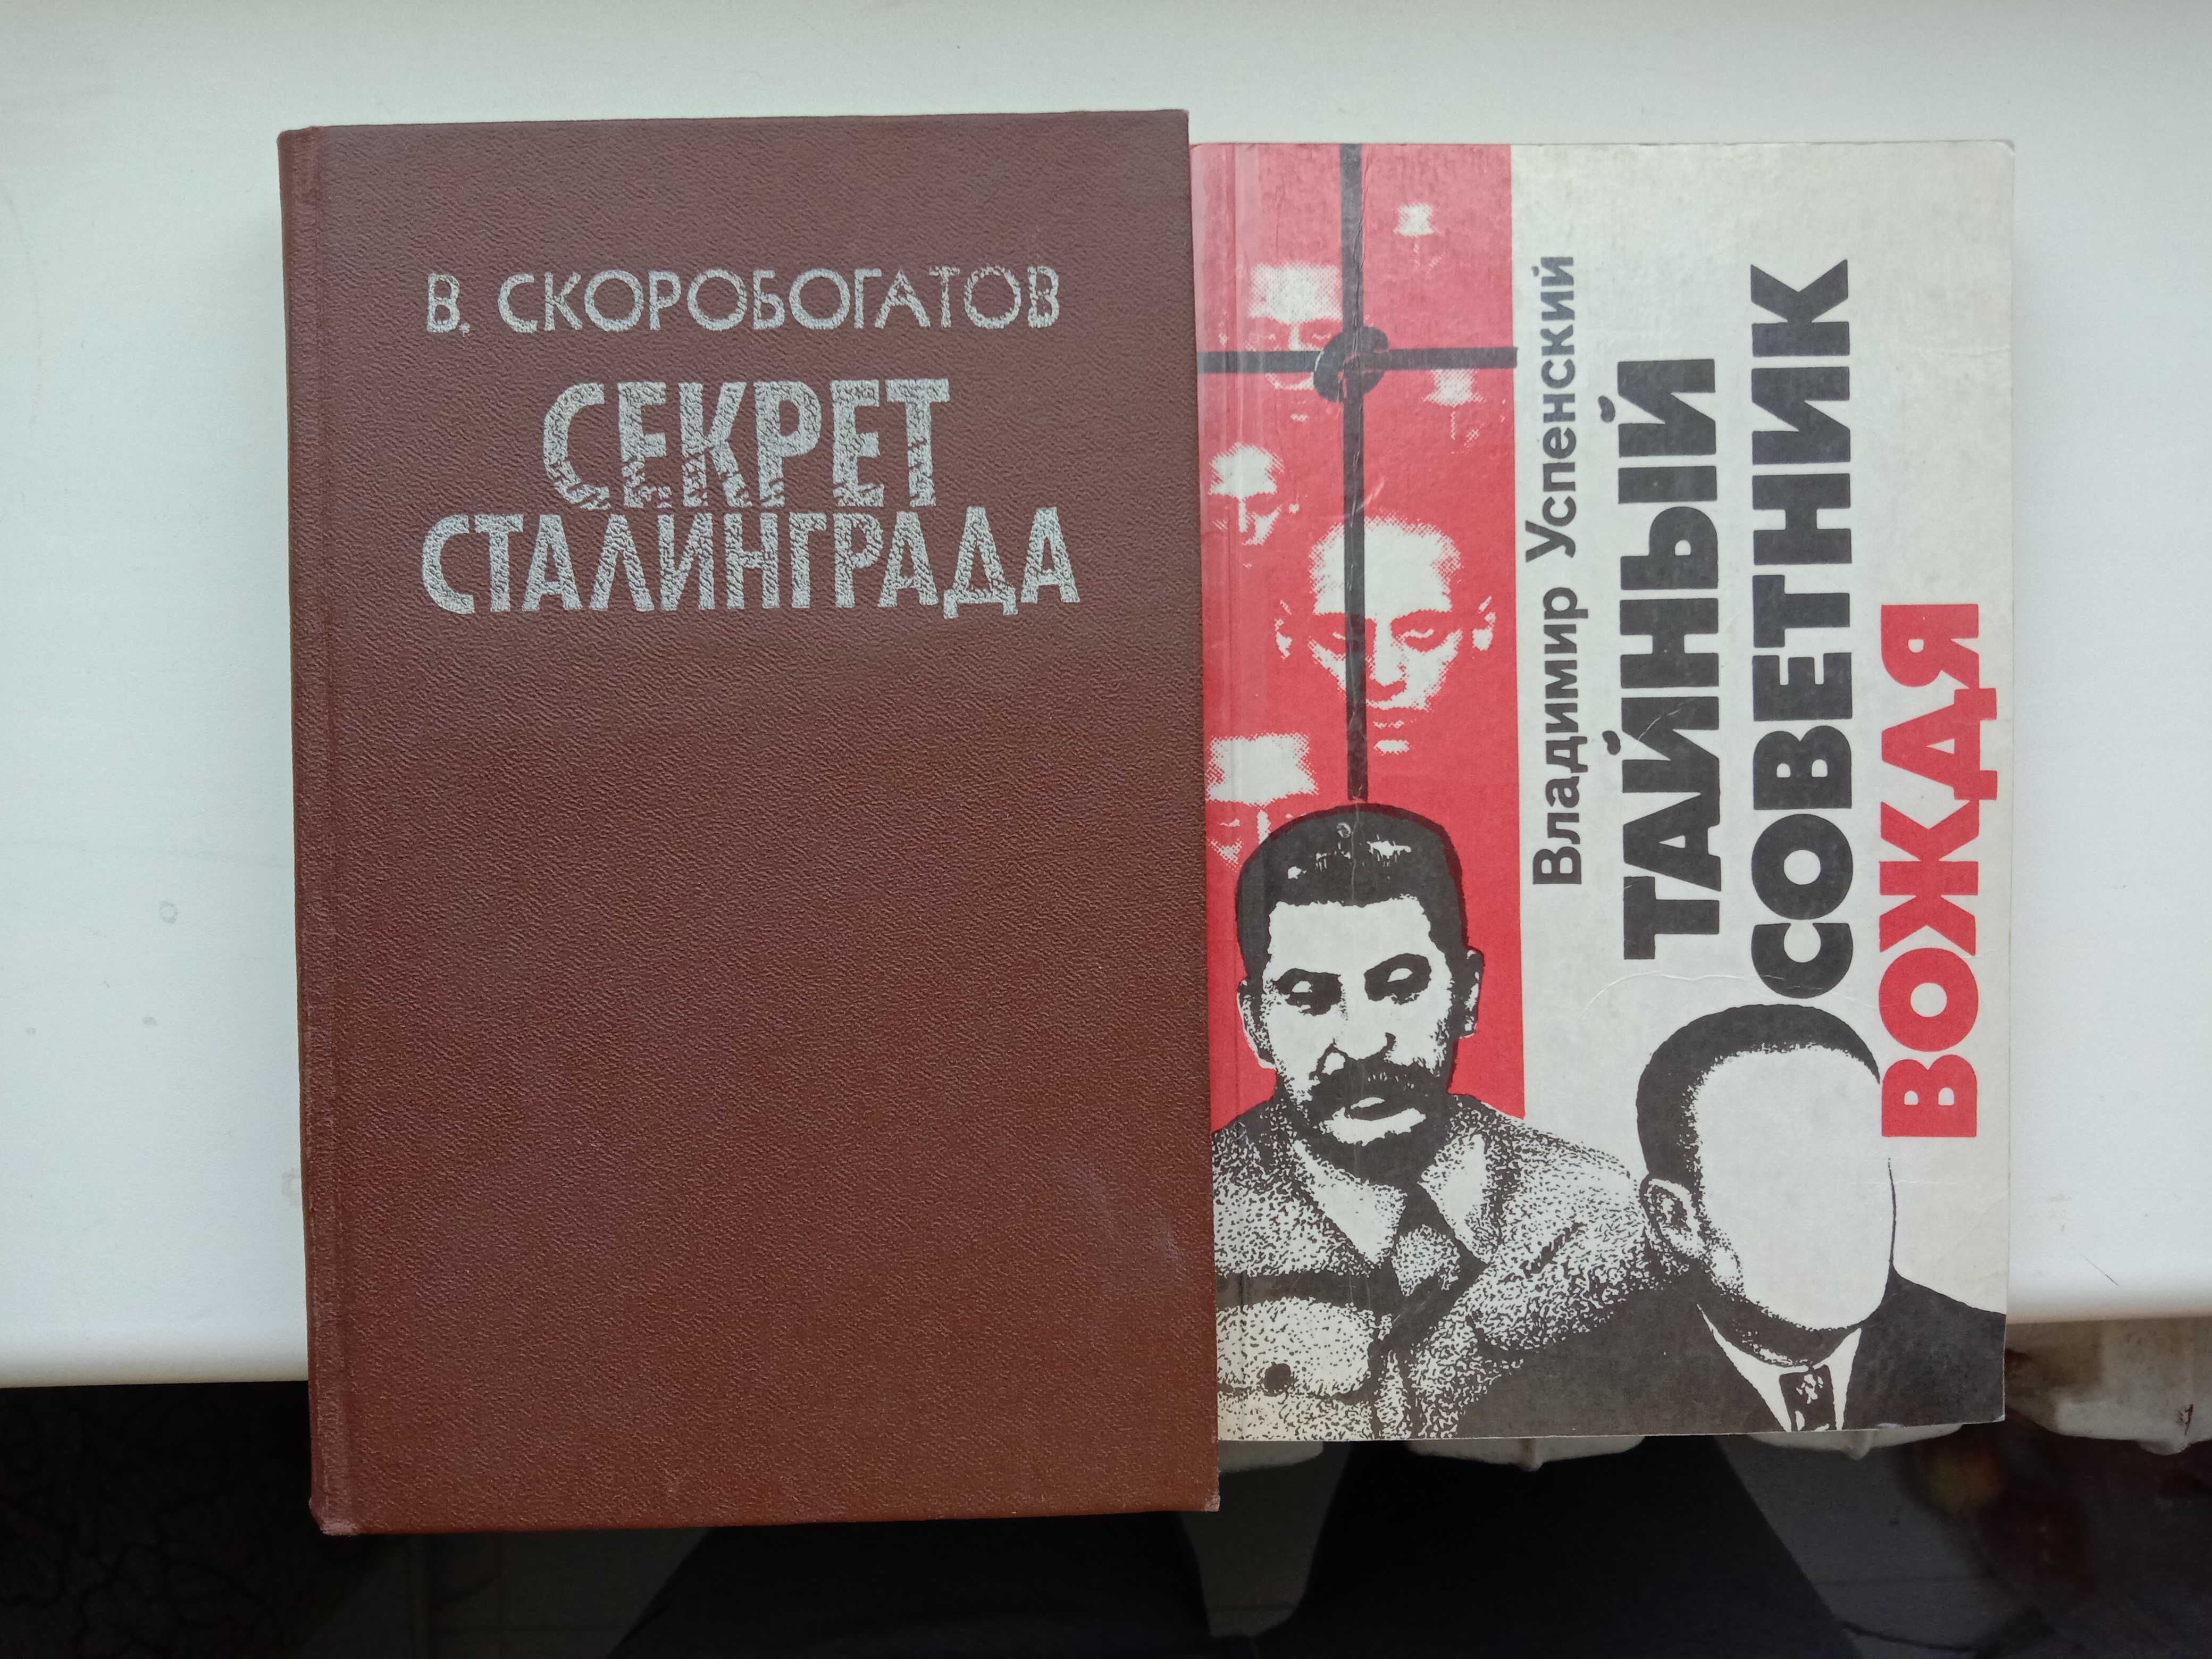 В. СКОРОБОГАТОВ
СЕКРЕТ
СТАЛИНГРАДА
Владимир Успенский
ТАЙНЫЙ
СОВЕТНИК
ВОЖДЯ